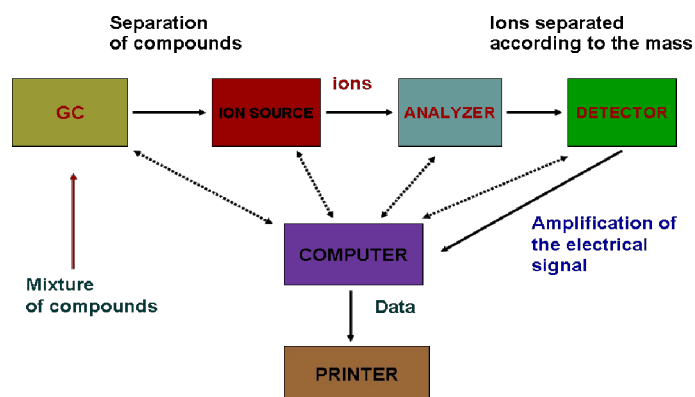 Separation
of compounds
Ions separated
according to the mass
GC
ION SOURCE
ions
ANALYZER
DETECTOR
COMPUTER
Amplification of
the electrical
signal
Mixture
of compounds
Data
PRINTER